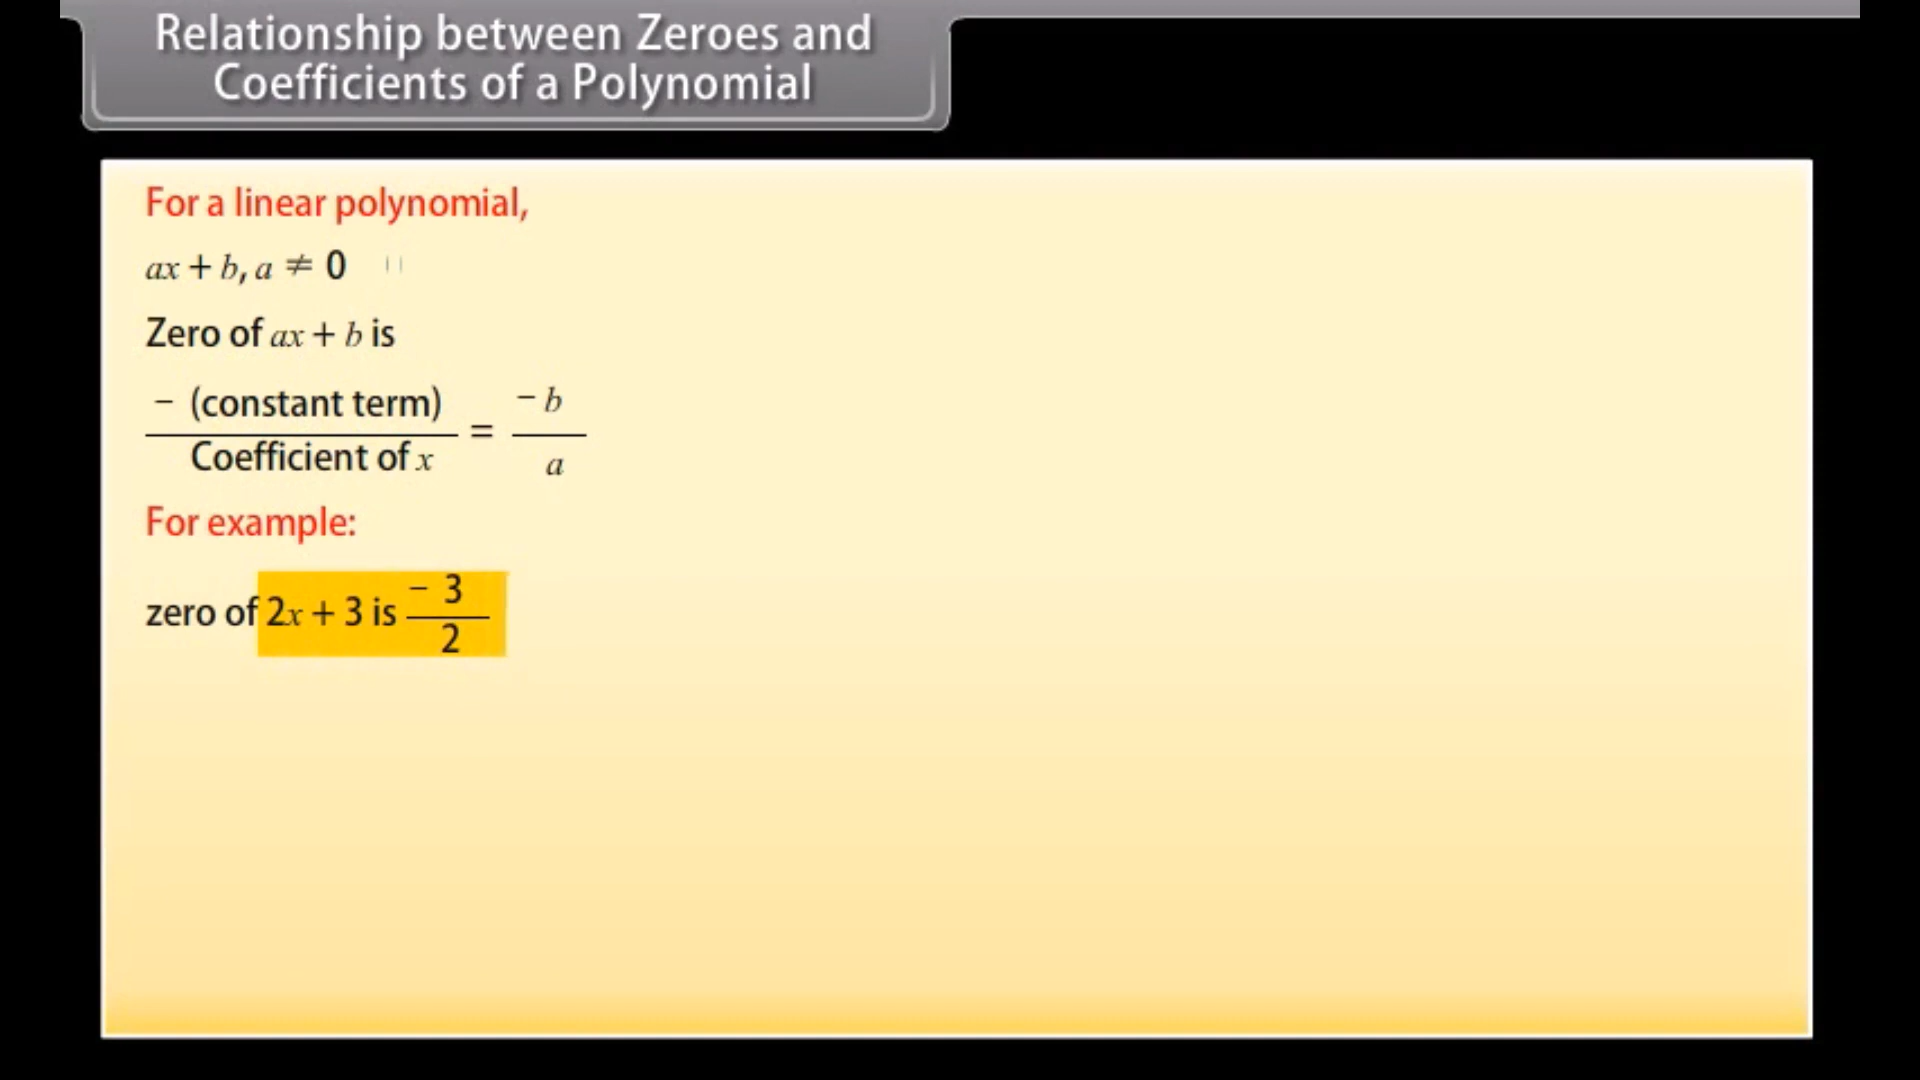 Relationship between Zeroes and
Coefficients of a Polynomial
For a linear polynomial,
ax + b, a ≠ 0
Zero of ax + b is
− (constant term)
Coefficient of x
=
− b
a
For example:
zero of 2x + 3 is − 3
2